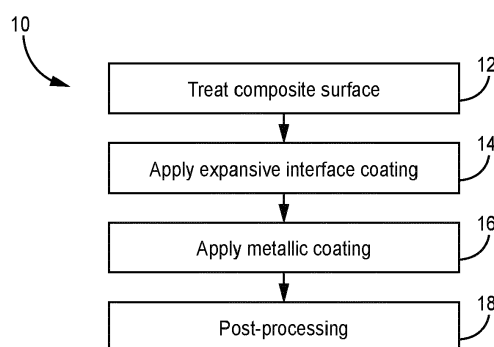 10
Treat composite surface
12
Apply expansive interface coating
14
Apply metallic coating
16
Post-processing
18